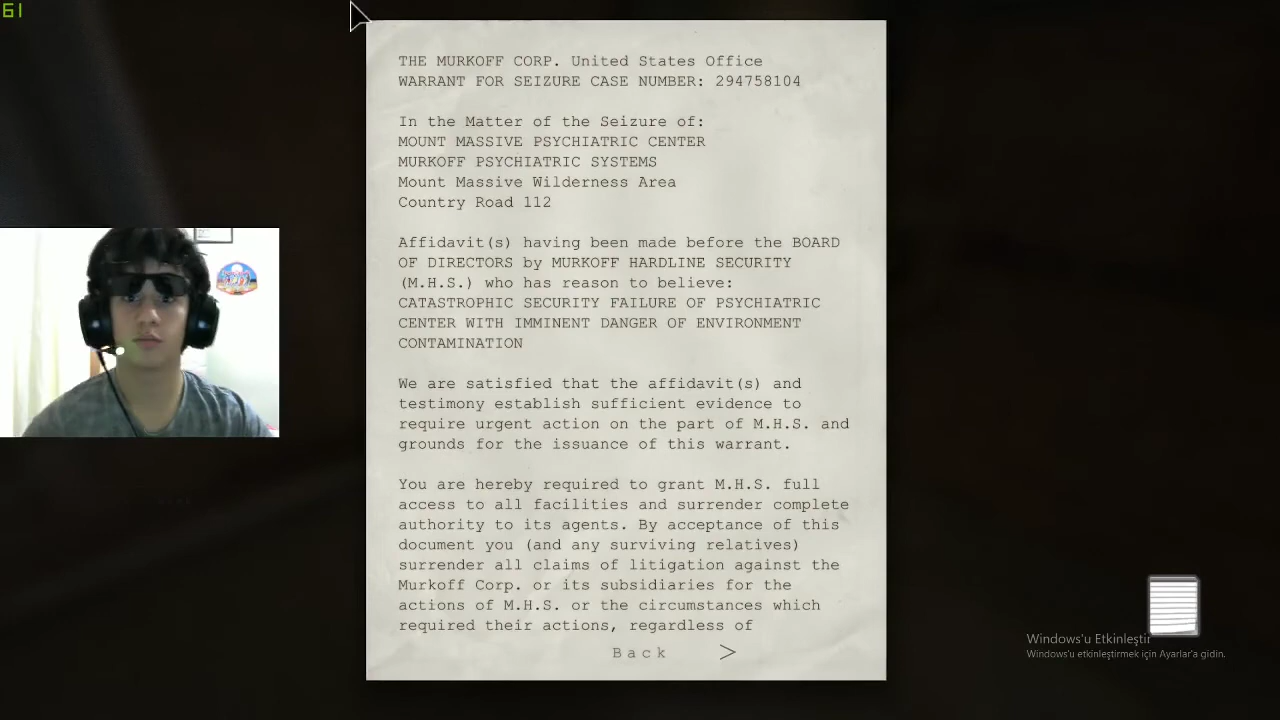 61
THE MURKOFF CORP. United States Office
WARRANT FOR SEIZURE CASE NUMBER: 294758104
In the Matter of the Seizure of:
MOUNT MASSIVE PSYCHIATRIC CENTER
MURKOFF PSYCHIATRIC SYSTEMS
Mount Massive Wilderness Area
Country Road 112
Affidavit(s) having been made before the BOARD
OF DIRECTORS by MURKOFF HARDLINE SECURITY
(M.H.S.) who has reason to believe:
CATASTROPHIC SECURITY FAILURE OF PSYCHIATRIC
CENTER WITH IMMINENT DANGER OF ENVIRONMENT
CONTAMINATION
We are satisfied that the affidavit(s) and
testimony establish sufficient evidence to
require urgent action on the part of M.H.S. and
grounds for the issuance of this warrant.
You are hereby required to grant M.H.S. full
access to all facilities and surrender complete
authority to its agents. By acceptance of this
document you (and any surviving relatives)
surrender all claims of litigation against the
Murkoff Corp. or its subsidiaries for the
actions of M.H.S. or the circumstances which
required their actions, regardless of
Back >
Windows'u Etkinleştir
Windows'u etkinleştirmek için Ayarlar'a gidin.